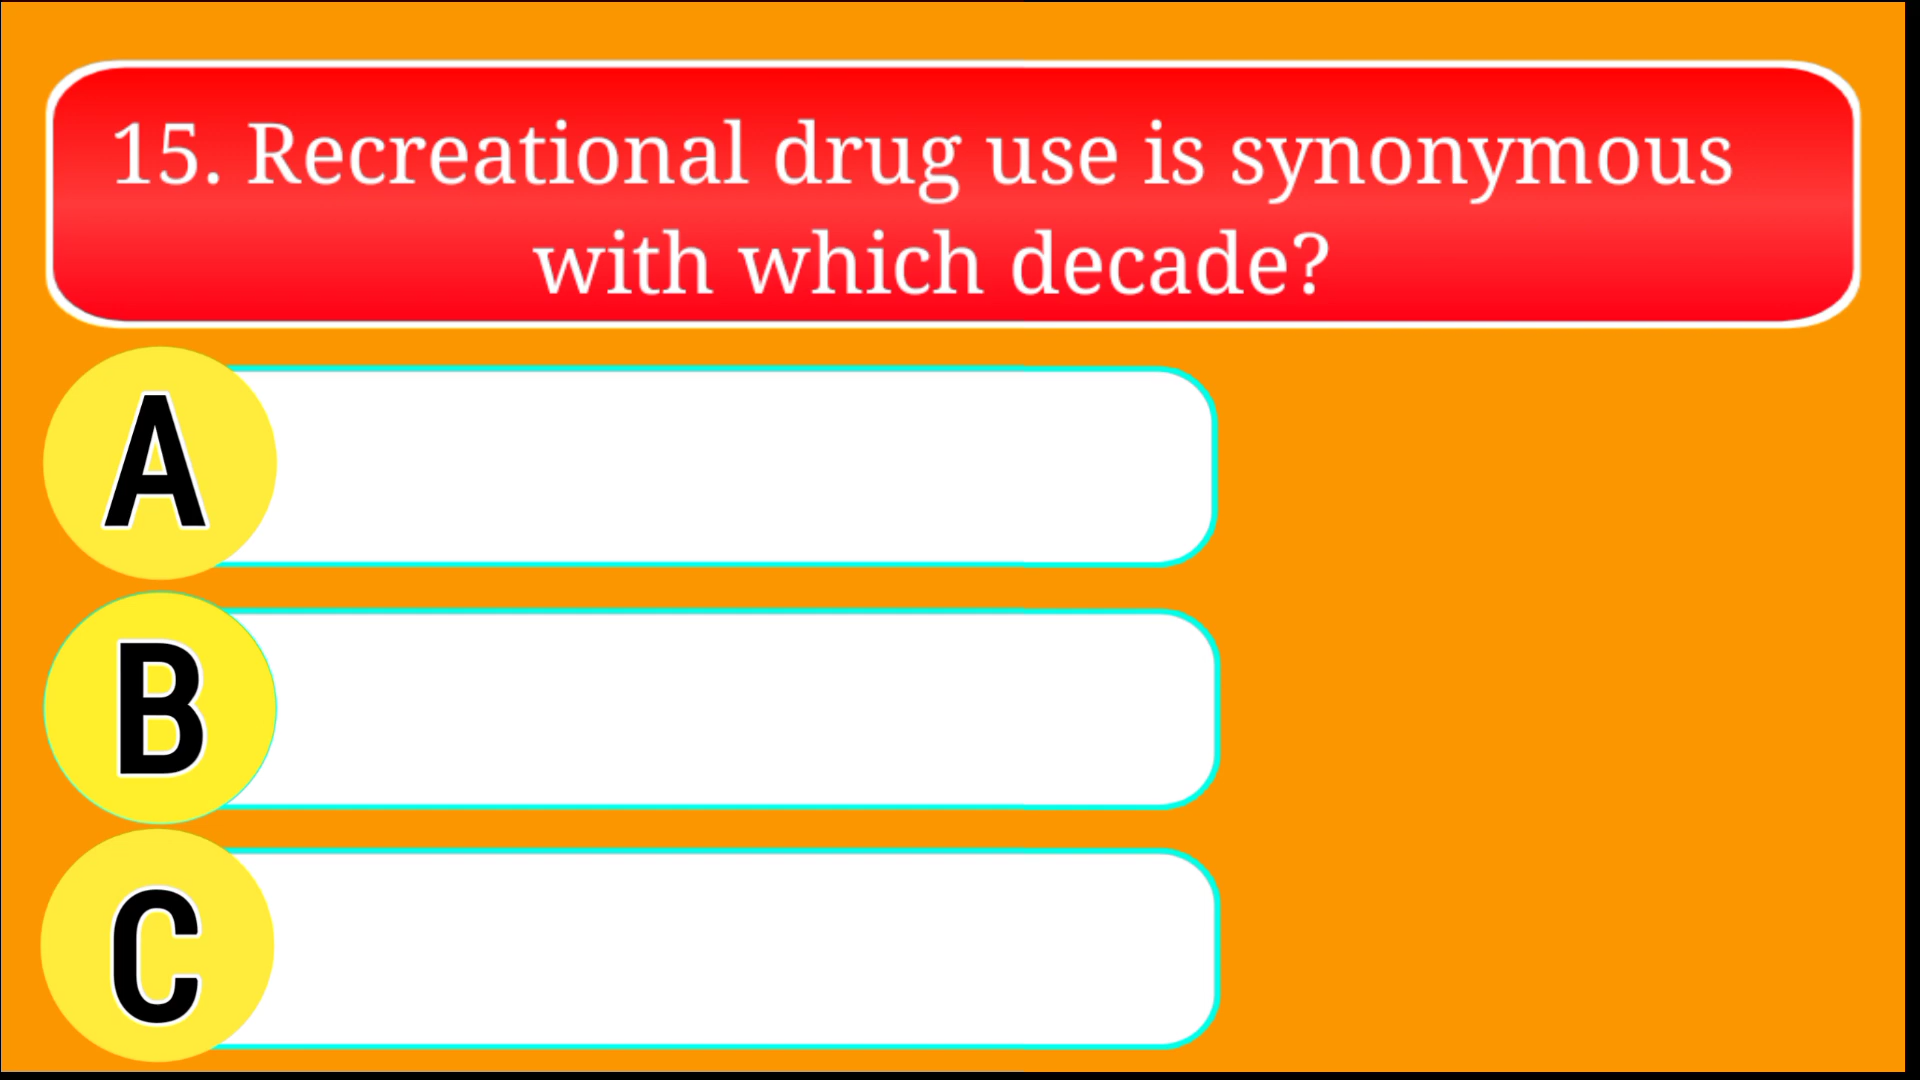 15. Recreational drug use is synonymous
with which decade?
A
B
C